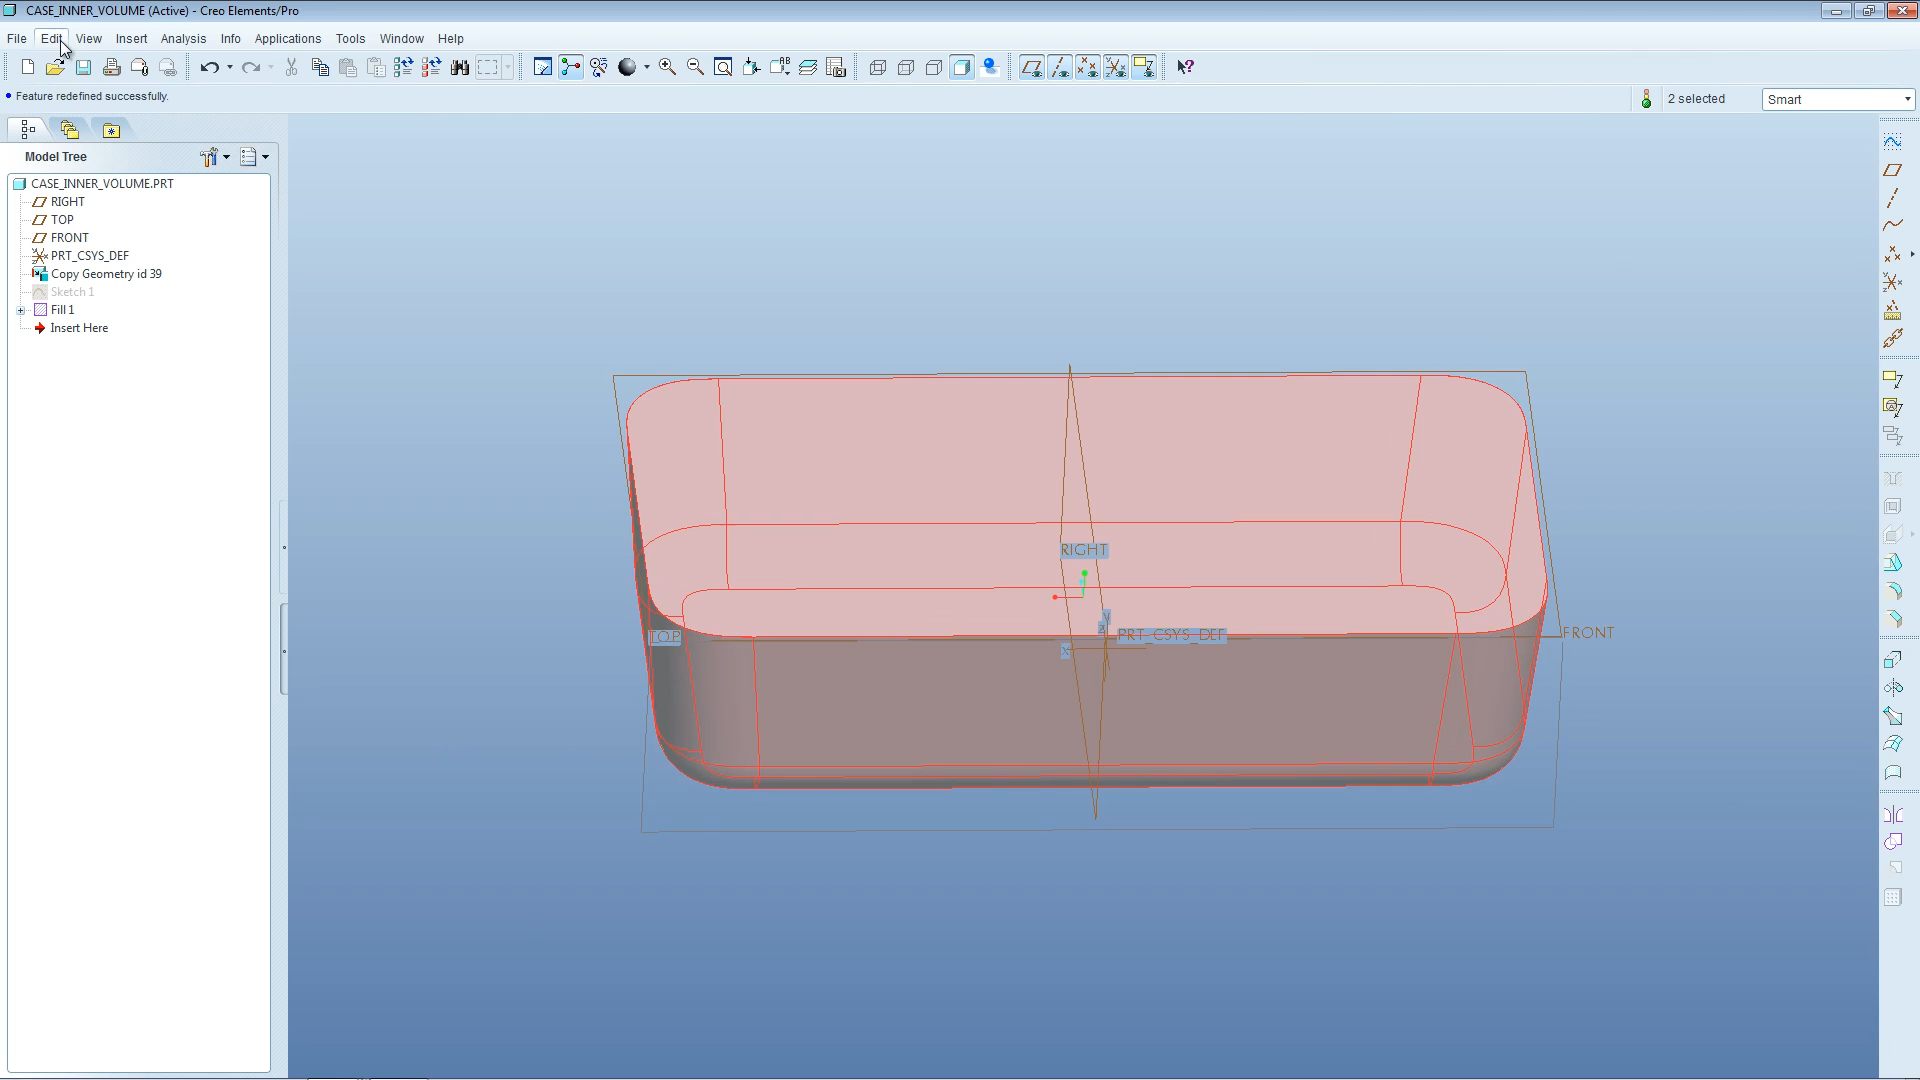 CASE_INNER_VOLUME (Active) - Creo Elements/Pro
File Edit View Insert Analysis Info Applications Tools Window Help
Feature redefined successfully.
2 selected
Smart
Model Tree
CASE_INNER_VOLUME.PRT
RIGHT
TOP
FRONT
PRT_CSYS_DEF
Copy Geometry id 39
Sketch 1
Fill 1
Insert Here
RIGHT
Y
Z
TOP
PRT_CSYS_DEF
FRONT
X